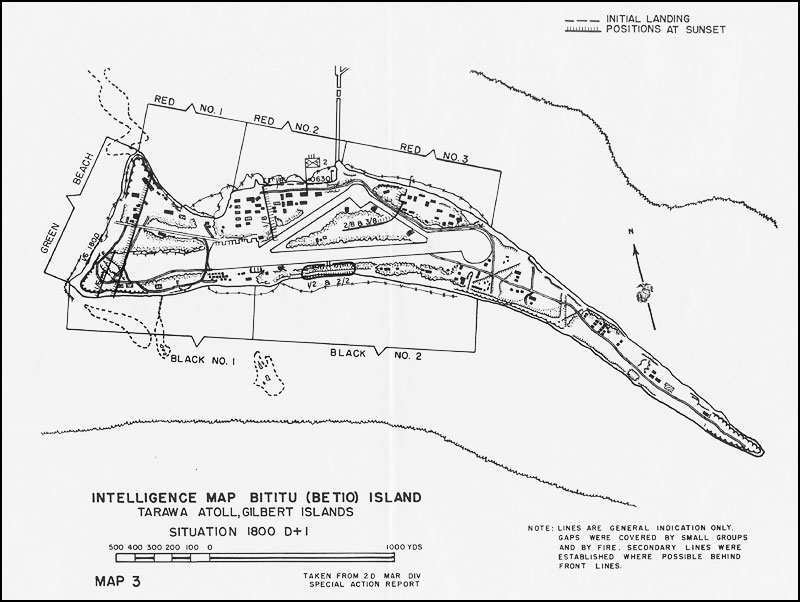 INITIAL LANDING
POSITIONS AT SUNSET
RED NO. 1
RED NO. 2
RED NO. 3
GREEN BEACH
2
0630
2/8 & 3/8
1/6 1800
1/2 & 2/2
N
BLACK NO. 1
BLACK NO. 2
INTELLIGENCE MAP BITITU (BETIO) ISLAND
TARAWA ATOLL, GILBERT ISLANDS
SITUATION 1800 D+1
500 400 300 200 100 0 1000 YDS
MAP 3
TAKEN FROM 2D MAR DIV
SPECIAL ACTION REPORT
NOTE: LINES ARE GENERAL INDICATION ONLY.
GAPS WERE COVERED BY SMALL GROUPS
AND BY FIRE. SECONDARY LINES WERE
ESTABLISHED WHERE POSSIBLE BEHIND
FRONT LINES.